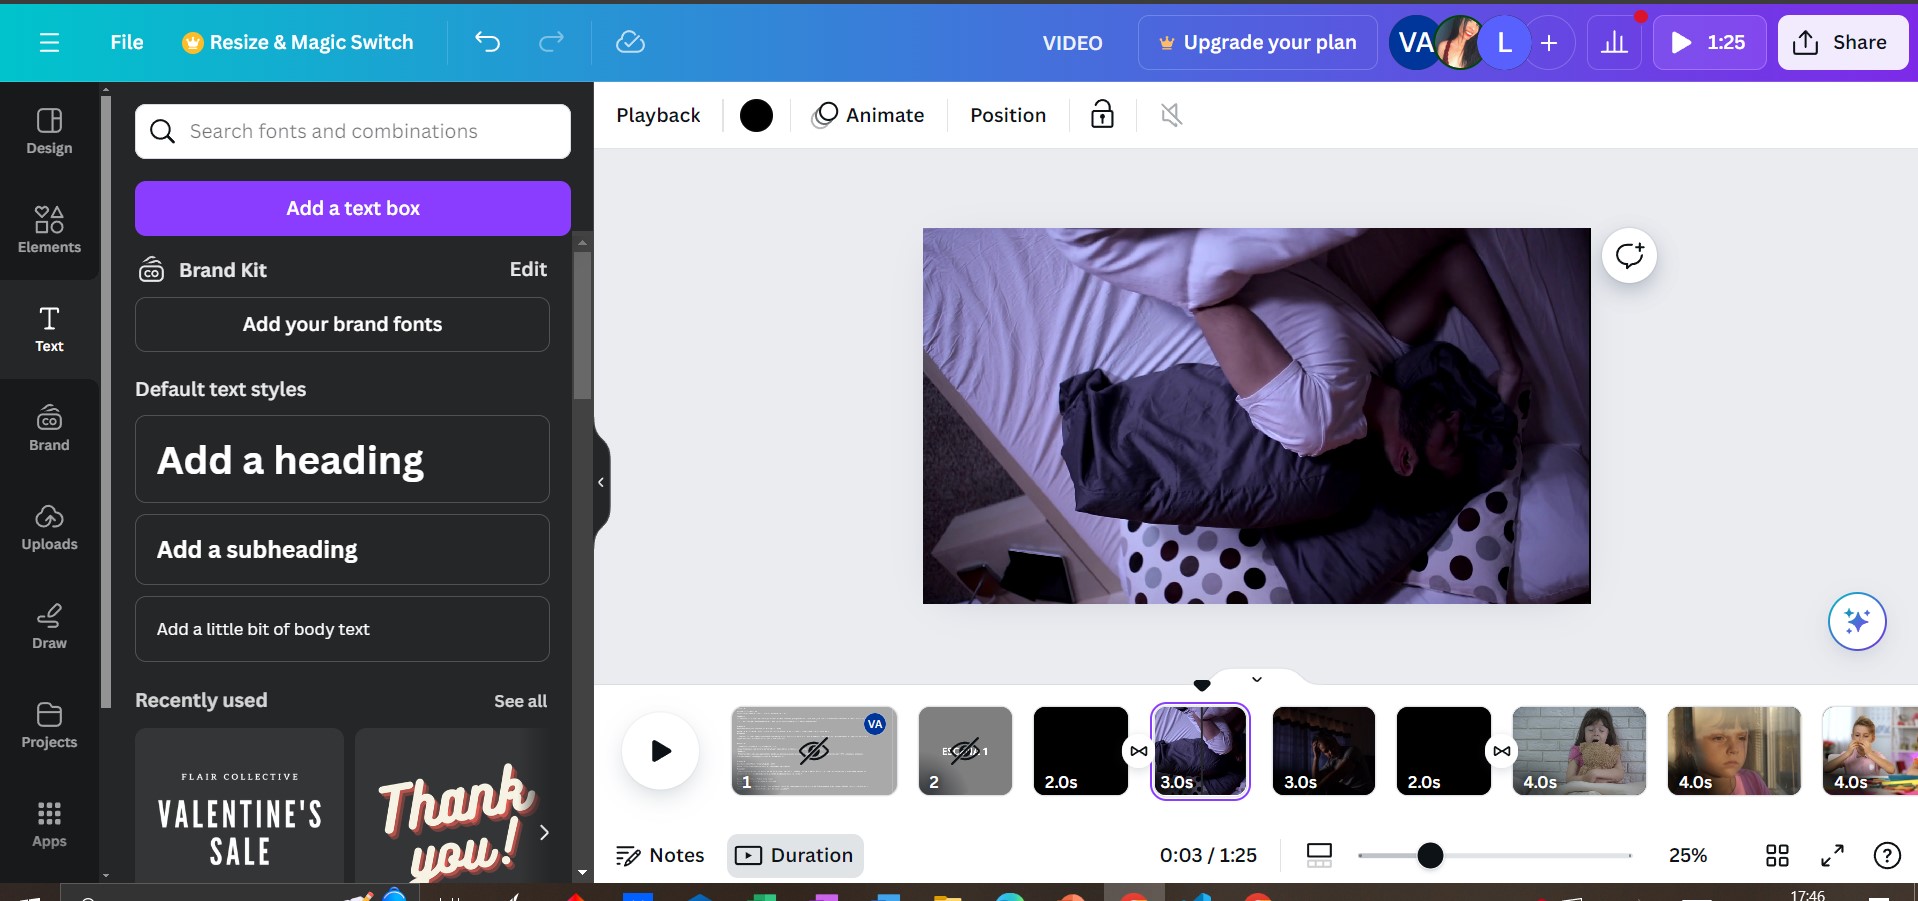 File
Resize & Magic Switch
VIDEO
Upgrade your plan
VA
L
1:25
Share
Design
Elements
Text
Brand
Uploads
Draw
Projects
Apps
Search fonts and combinations
Add a text box
Brand Kit
Edit
Add your brand fonts
Default text styles
Add a heading
Add a subheading
Add a little bit of body text
Recently used
See all
FLAIR COLLECTIVE
VALENTINE'S
SALE
Thank
you!
Playback
Animate
Position
VA
1
2
2.0s
3.0s
3.0s
2.0s
4.0s
4.0s
4.0s
Notes
Duration
0:03 / 1:25
25%
17:46